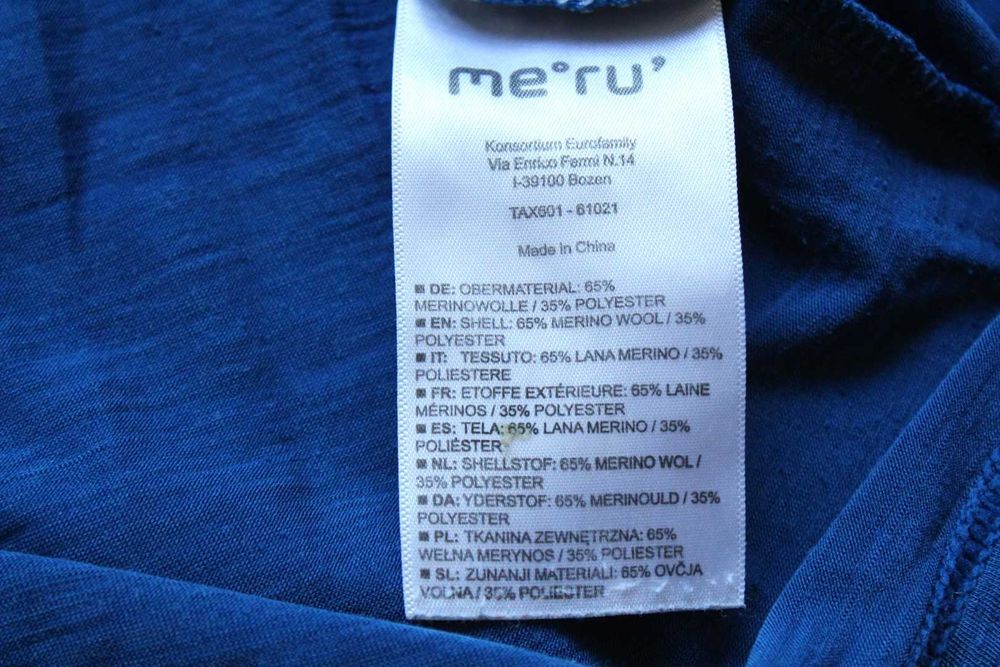 me°ru'
Konsortium Eurofamily
Via Enrico Fermi N.14
I-39100 Bozen
TAX601 - 61021
Made in China
DE: OBERMATERIAL: 65%
MERINOWOLLE / 35% POLYESTER
EN: SHELL: 65% MERINO WOOL / 35%
POLYESTER
IT: TESSUTO: 65% LANA MERINO / 35%
POLIESTERE
FR: ETOFFE EXTÉRIEURE: 65% LAINE
MÉRINOS / 35% POLYESTER
ES: TELA: 65% LANA MERINO / 35%
POLIÉSTER
NL: SHELLSTOF: 65% MERINO WOL /
35% POLYESTER
DA: YDERSTOF: 65% MERINOULD / 35%
POLYESTER
PL: TKANINA ZEWNĘTRZNA: 65%
WEŁNA MERYNOS / 35% POLIESTER
SL: ZUNANJI MATERIALI: 65% OVČJA
VOLNA / 35% POLIESTER